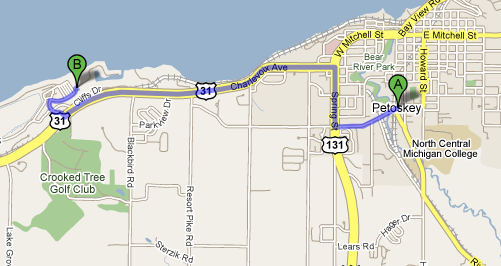 Bay View Rd
W Mitchell St
E Mitchell St
Bear
River Park
Howard St
B
Cliffs Dr
31
Charlevoix Ave
A
Petoskey
31
Park View Dr
Spring S
131
North Central
Michigan College
Blackbird Rd
Crooked Tree
Golf Club
Resort Pike Rd
Hager Dr
Lake Grov
Sterzik Rd
Lears Rd
131